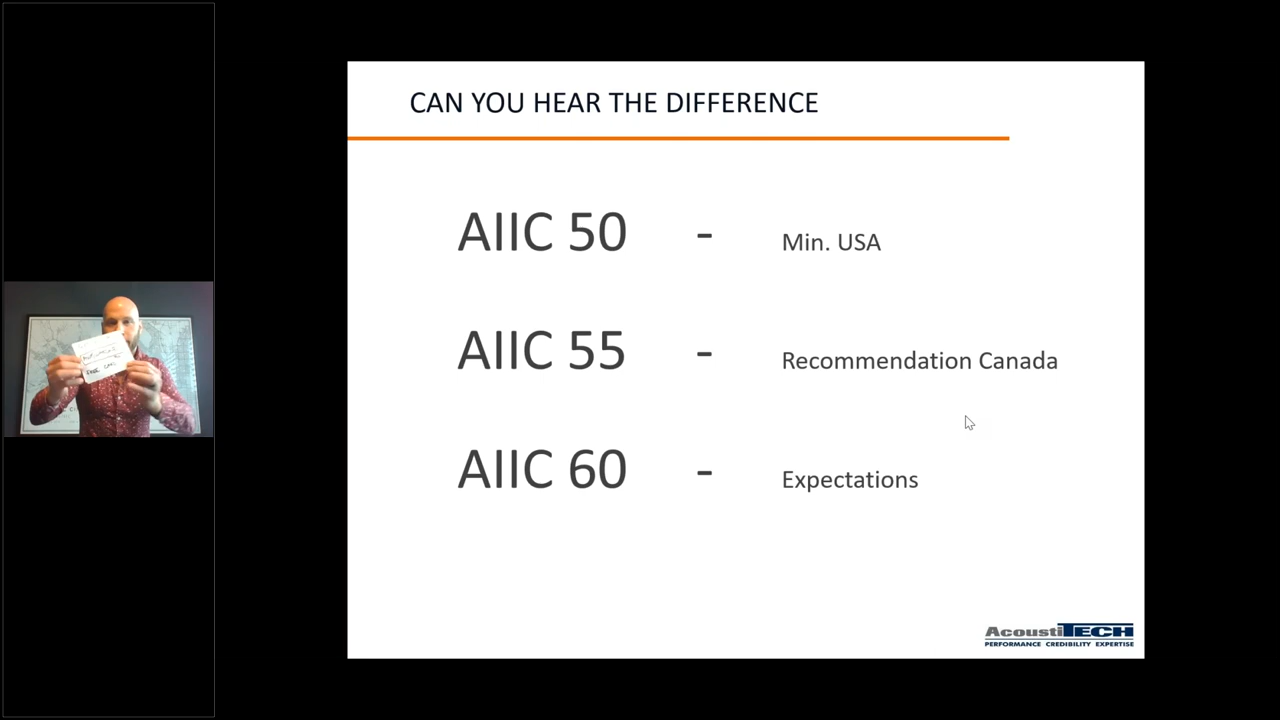 CAN YOU HEAR THE DIFFERENCE
AIIC 50 - Min. USA
AIIC 55 - Recommendation Canada
AIIC 60 - Expectations
AcoustiTECH
PERFORMANCE CREDIBILITY EXPERTISE